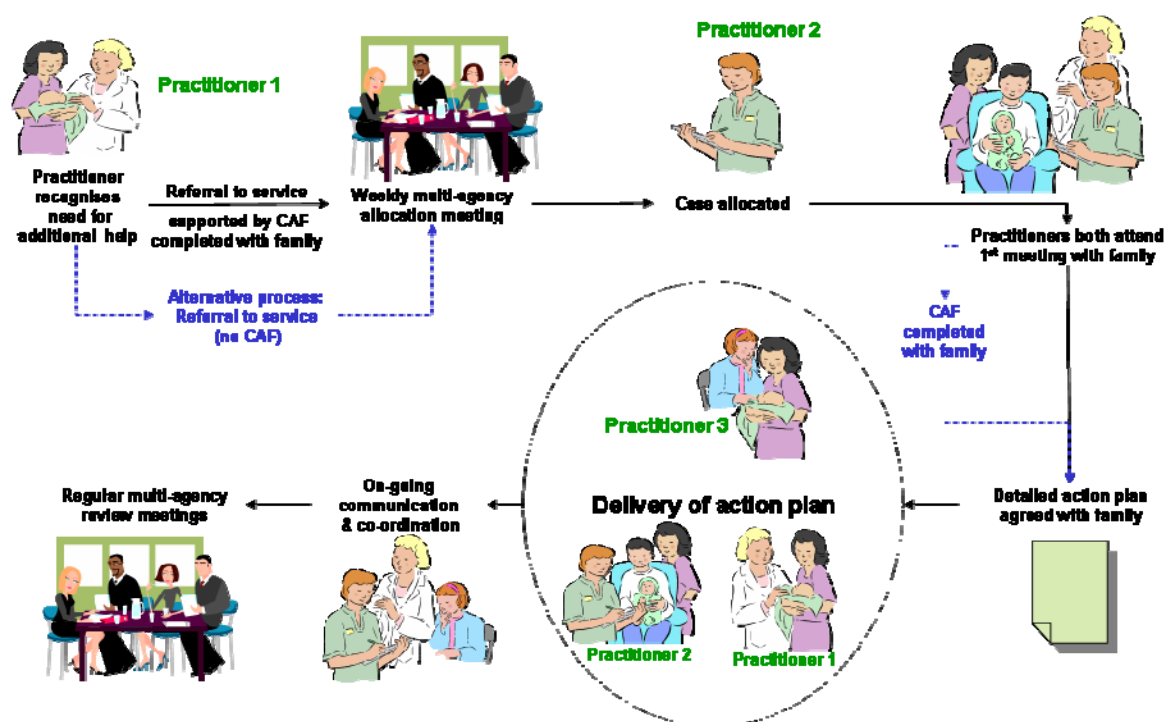 Practitioner 1
Practitioner 2
Practitioner
recognises
need for
additional help
Referral to service
supported by CAF
completed with family
Weekly multi-agency
allocation meeting
Case allocated
Practitioners both attend
1st meeting with family
Alternative process:
Referral to service
(no CAF)
CAF
completed
with family
Practitioner 3
Regular multi-agency
review meetings
On-going
communication
& co-ordination
Delivery of action plan
Detailed action plan
agreed with family
Practitioner 2
Practitioner 1